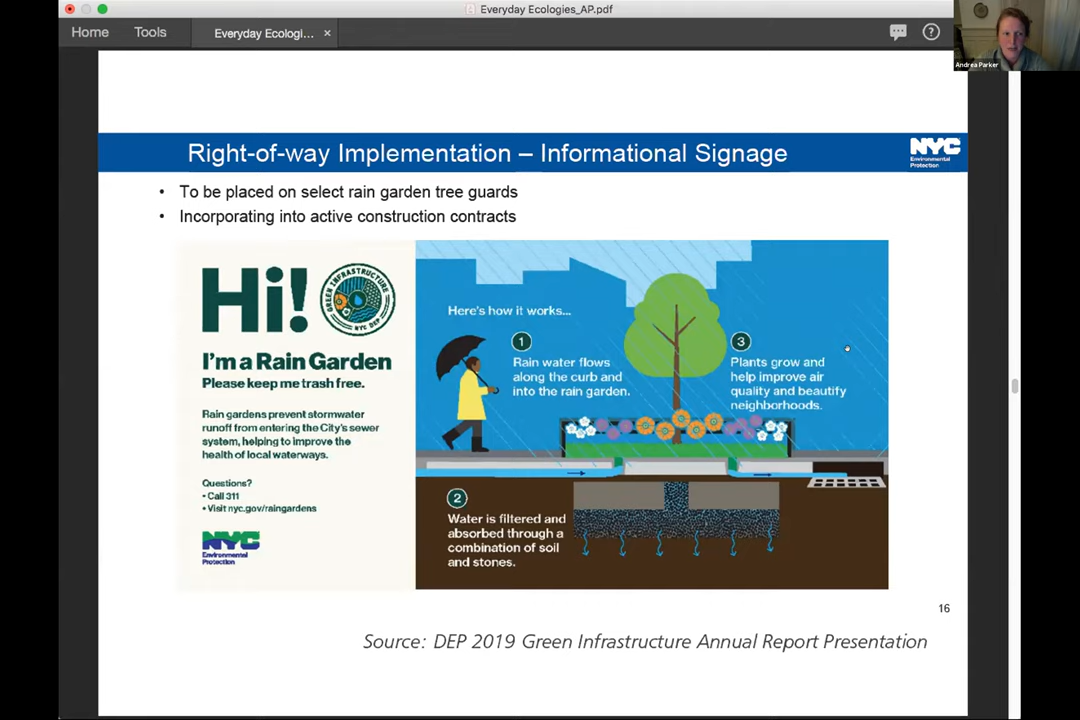 Everyday Ecologies_AP.pdf
Home Tools Everyday Ecologi... ×
?
Andrea Parker
Right-of-way Implementation – Informational Signage
NYC
Environmental
Protection
• To be placed on select rain garden tree guards
• Incorporating into active construction contracts
Hi!
GREEN INFRASTRUCTURE
NYC DEP
I'm a Rain Garden
Please keep me trash free.
Rain gardens prevent stormwater
runoff from entering the City's sewer
system, helping to improve the
health of local waterways.
Questions?
• Call 311
• Visit nyc.gov/raingardens
NYC
Environmental
Protection
Here's how it works...
1
Rain water flows
along the curb and
into the rain garden.
3
Plants grow and
help improve air
quality and beautify
neighborhoods.
2
Water is filtered and
absorbed through a
combination of soil
and stones.
16
Source: DEP 2019 Green Infrastructure Annual Report Presentation